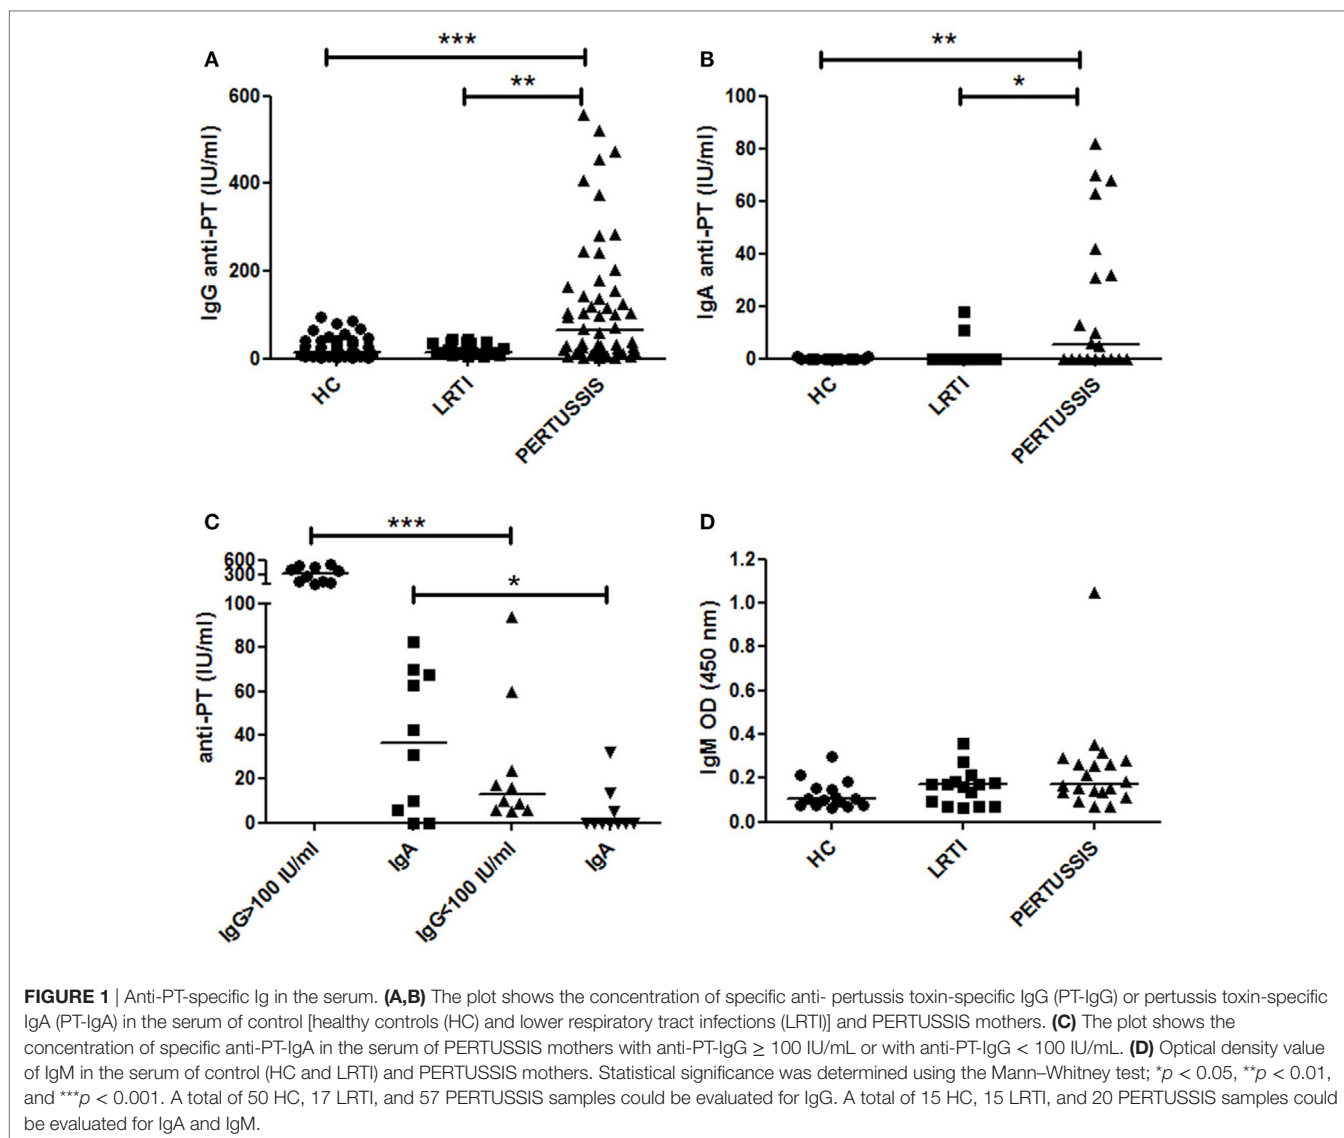 A
***
**
600
400
200
0
IgG anti-PT (IU/ml)
HC
LRTI
PERTUSSIS
B
**
*
100
80
60
40
20
0
IgA anti-PT (IU/ml)
HC
LRTI
PERTUSSIS
C
***
*
600
300
100
80
60
40
20
0
anti-PT (IU/ml)
IgG>100 IU/ml
IgA
IgG<100 IU/ml
IgA
D
1.2
1.0
0.8
0.6
0.4
0.2
0.0
IgM OD (450 nm)
HC
LRTI
PERTUSSIS
FIGURE 1 | Anti-PT-specific Ig in the serum. (A,B) The plot shows the concentration of specific anti- pertussis toxin-specific IgG (PT-IgG) or pertussis toxin-specific
IgA (PT-IgA) in the serum of control [healthy controls (HC) and lower respiratory tract infections (LRTI)] and PERTUSSIS mothers. (C) The plot shows the
concentration of specific anti-PT-IgA in the serum of PERTUSSIS mothers with anti-PT-IgG ≥ 100 IU/mL or with anti-PT-IgG < 100 IU/mL. (D) Optical density value
of IgM in the serum of control (HC and LRTI) and PERTUSSIS mothers. Statistical significance was determined using the Mann–Whitney test; *p < 0.05, **p < 0.01,
and ***p < 0.001. A total of 50 HC, 17 LRTI, and 57 PERTUSSIS samples could be evaluated for IgG. A total of 15 HC, 15 LRTI, and 20 PERTUSSIS samples could
be evaluated for IgA and IgM.